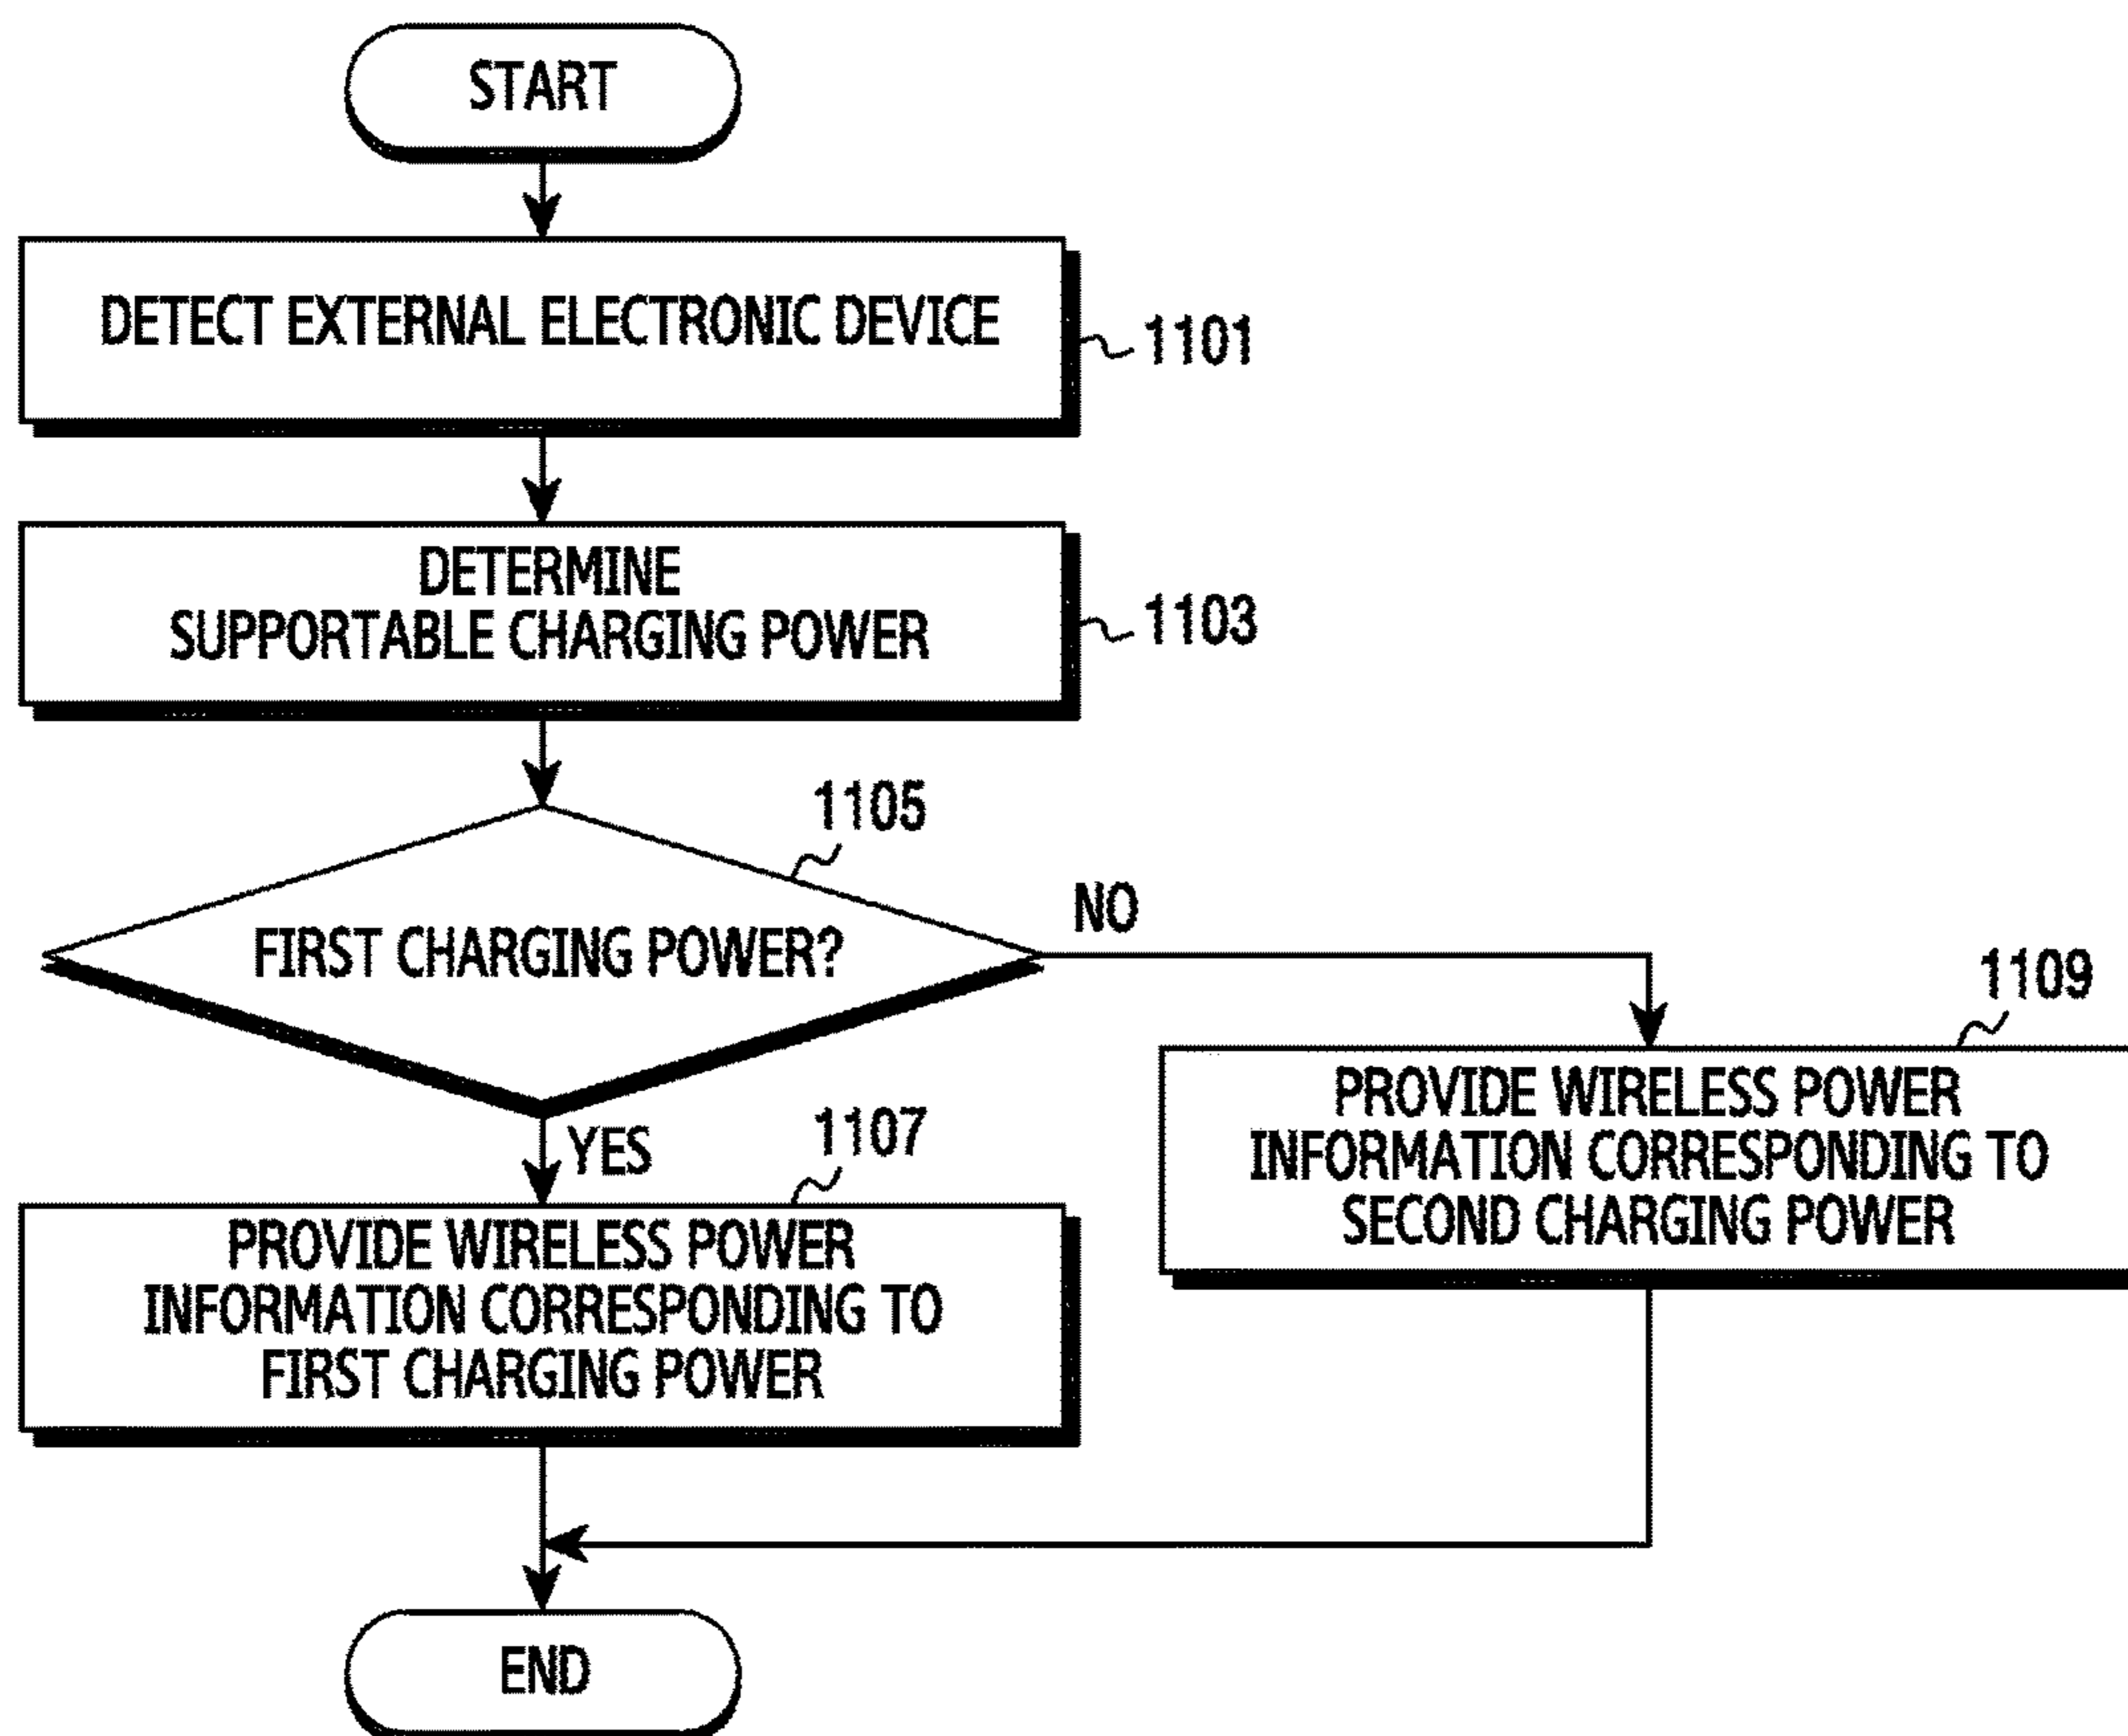 START
DETECT EXTERNAL ELECTRONIC DEVICE
1101
DETERMINE
SUPPORTABLE CHARGING POWER
1103
1105
FIRST CHARGING POWER?
NO
YES
1107
PROVIDE WIRELESS POWER
INFORMATION CORRESPONDING TO
FIRST CHARGING POWER
1109
PROVIDE WIRELESS POWER
INFORMATION CORRESPONDING TO
SECOND CHARGING POWER
END